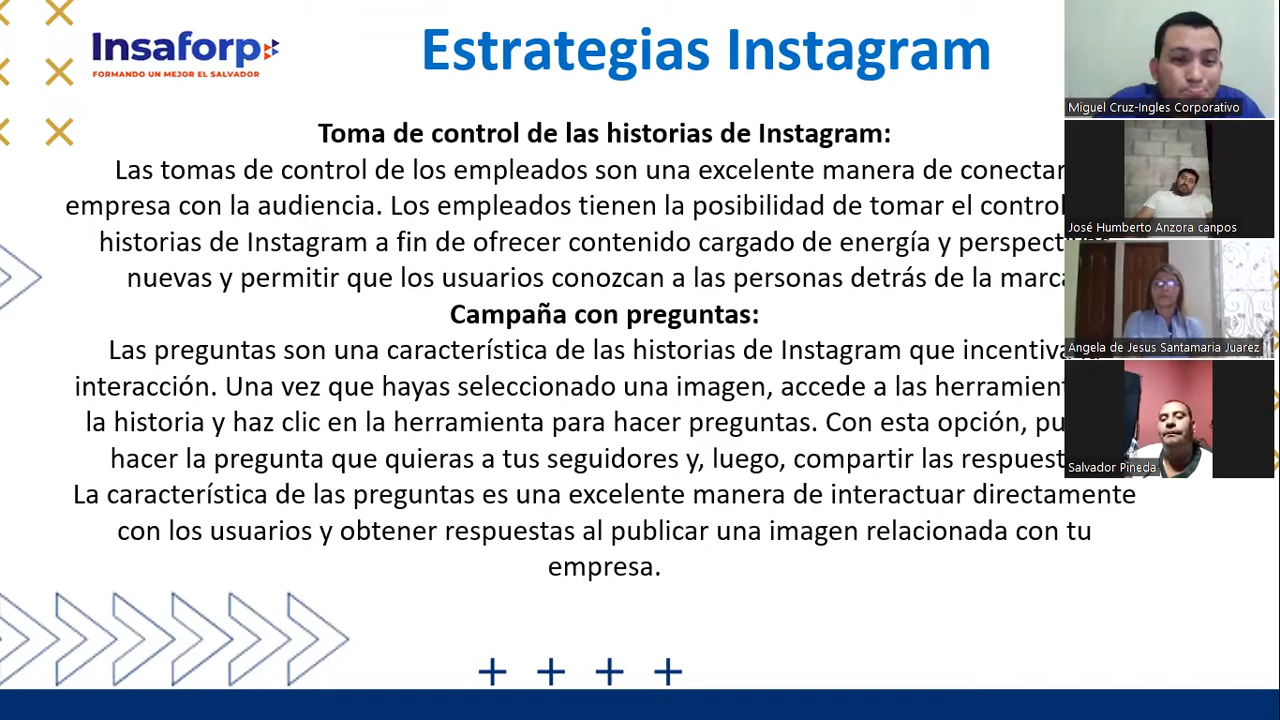 Insaforp
FORMANDO UN MEJOR EL SALVADOR
Estrategias Instagram
Toma de control de las historias de Instagram:
Las tomas de control de los empleados son una excelente manera de conectar
empresa con la audiencia. Los empleados tienen la posibilidad de tomar el control
historias de Instagram a fin de ofrecer contenido cargado de energía y
nuevas y permitir que los usuarios conozcan a las personas detrás de la
Campaña con preguntas:
Las preguntas son una característica de las historias de Instagram que
interacción. Una vez que hayas seleccionado una imagen, accede a las
la historia y haz clic en la herramienta para hacer preguntas. Con esta opción,
hacer la pregunta que quieras a tus seguidores y, luego, compartir las
La característica de las preguntas es una excelente manera de interactuar directamente
con los usuarios y obtener respuestas al publicar una imagen relacionada con tu
empresa.
Miguel Cruz-Ingles Corporativo
José Humberto Anzora canpos
Angela de Jesus Santamaria Juarez
Salvador Pineda